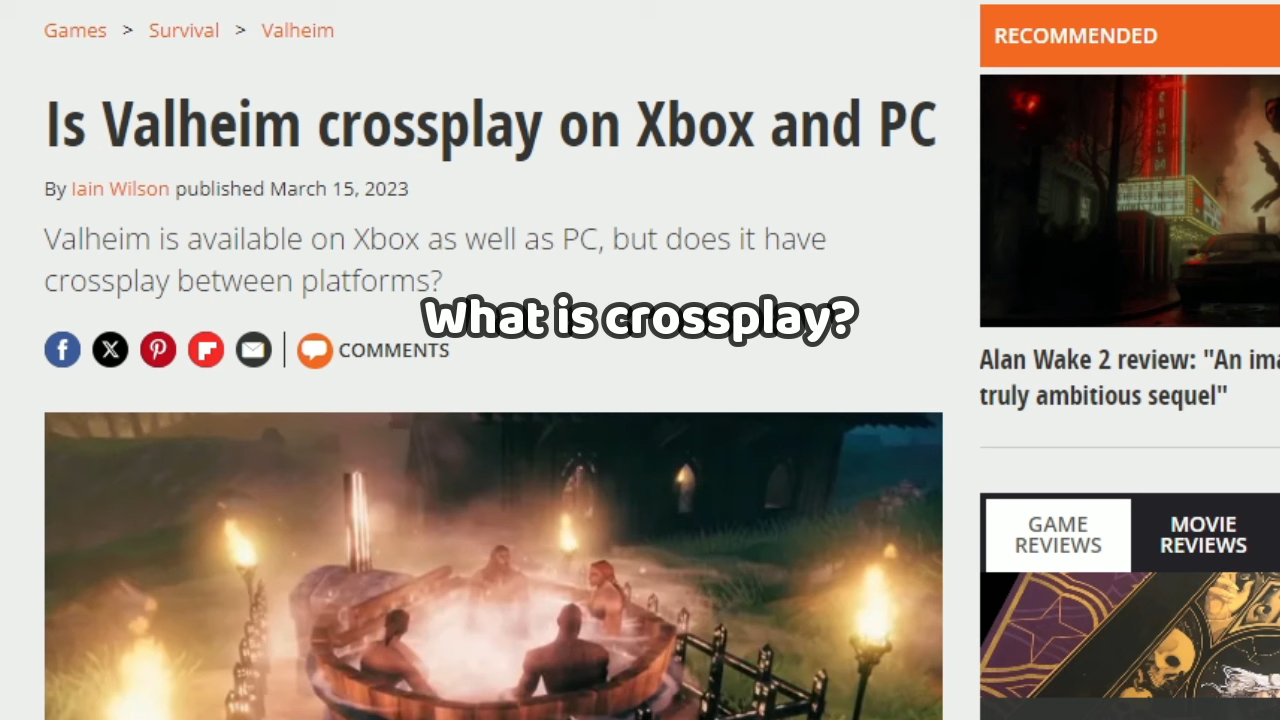 Games > Survival > Valheim
Is Valheim crossplay on Xbox and PC
By Iain Wilson published March 15, 2023
Valheim is available on Xbox as well as PC, but does it have
crossplay between platforms?
What is crossplay?
COMMENTS
RECOMMENDED
Alan Wake 2 review: "An ima
truly ambitious sequel"
GAME
REVIEWS
MOVIE
REVIEWS